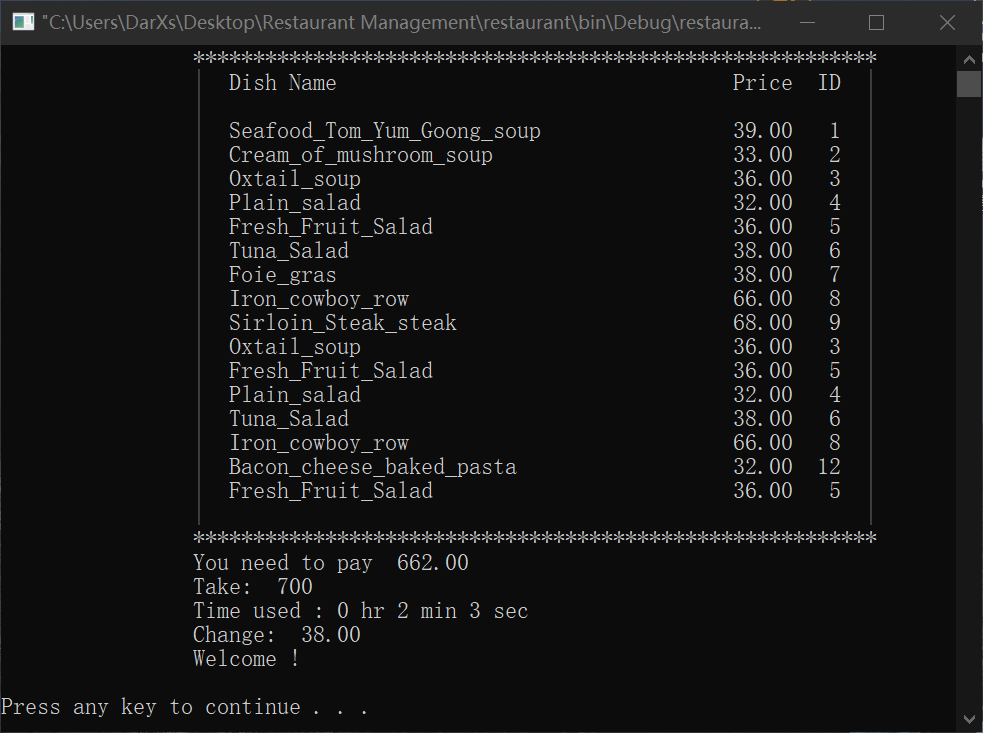 "C:\Users\DarXs\Desktop\Restaurant Management\restaurant\bin\Debug\restaura...
*********************************************************
Dish Name Price ID
Seafood_Tom_Yum_Goong_soup 39.00 1
Cream_of_mushroom_soup 33.00 2
Oxtail_soup 36.00 3
Plain_salad 32.00 4
Fresh_Fruit_Salad 36.00 5
Tuna_Salad 38.00 6
Foie_gras 38.00 7
Iron_cowboy_row 66.00 8
Sirloin_Steak_steak 68.00 9
Oxtail_soup 36.00 3
Fresh_Fruit_Salad 36.00 5
Plain_salad 32.00 4
Tuna_Salad 38.00 6
Iron_cowboy_row 66.00 8
Bacon_cheese_baked_pasta 32.00 12
Fresh_Fruit_Salad 36.00 5
*********************************************************
You need to pay 662.00
Take: 700
Time used : 0 hr 2 min 3 sec
Change: 38.00
Welcome !
Press any key to continue . . .